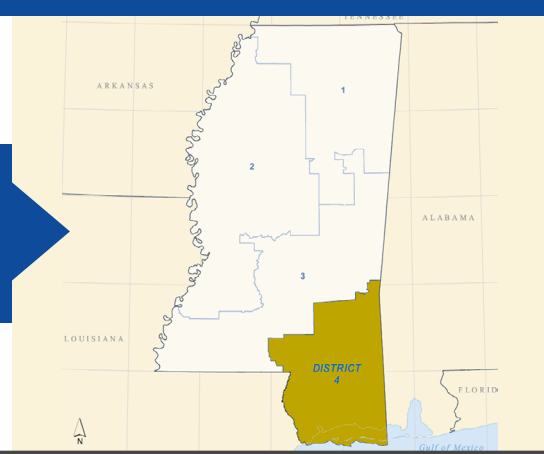 TENNESSEE
ARKANSAS
1
2
ALABAMA
3
LOUISIANA
DISTRICT
4
FLORID
N
Gulf of Mexico